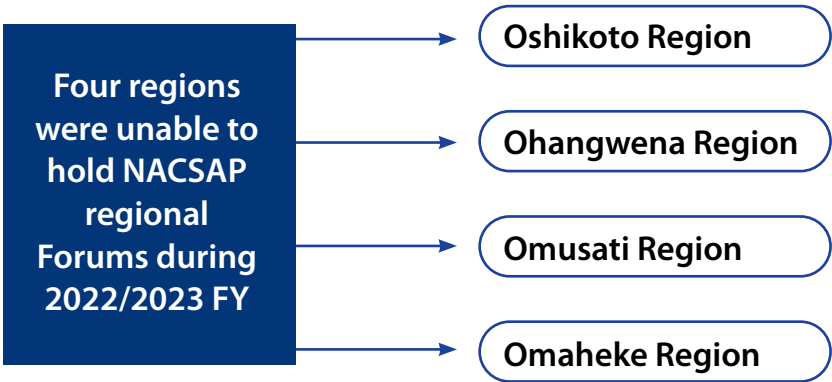 Four regions
were unable to
hold NACSAP
regional
Forums during
2022/2023 FY
Oshikoto Region
Ohangwena Region
Omusati Region
Omaheke Region